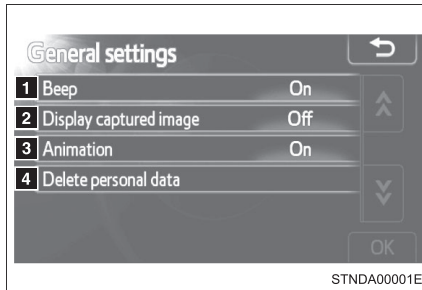 General settings
1 Beep On
2 Display captured image Off
3 Animation On
4 Delete personal data
OK
STNDA00001E